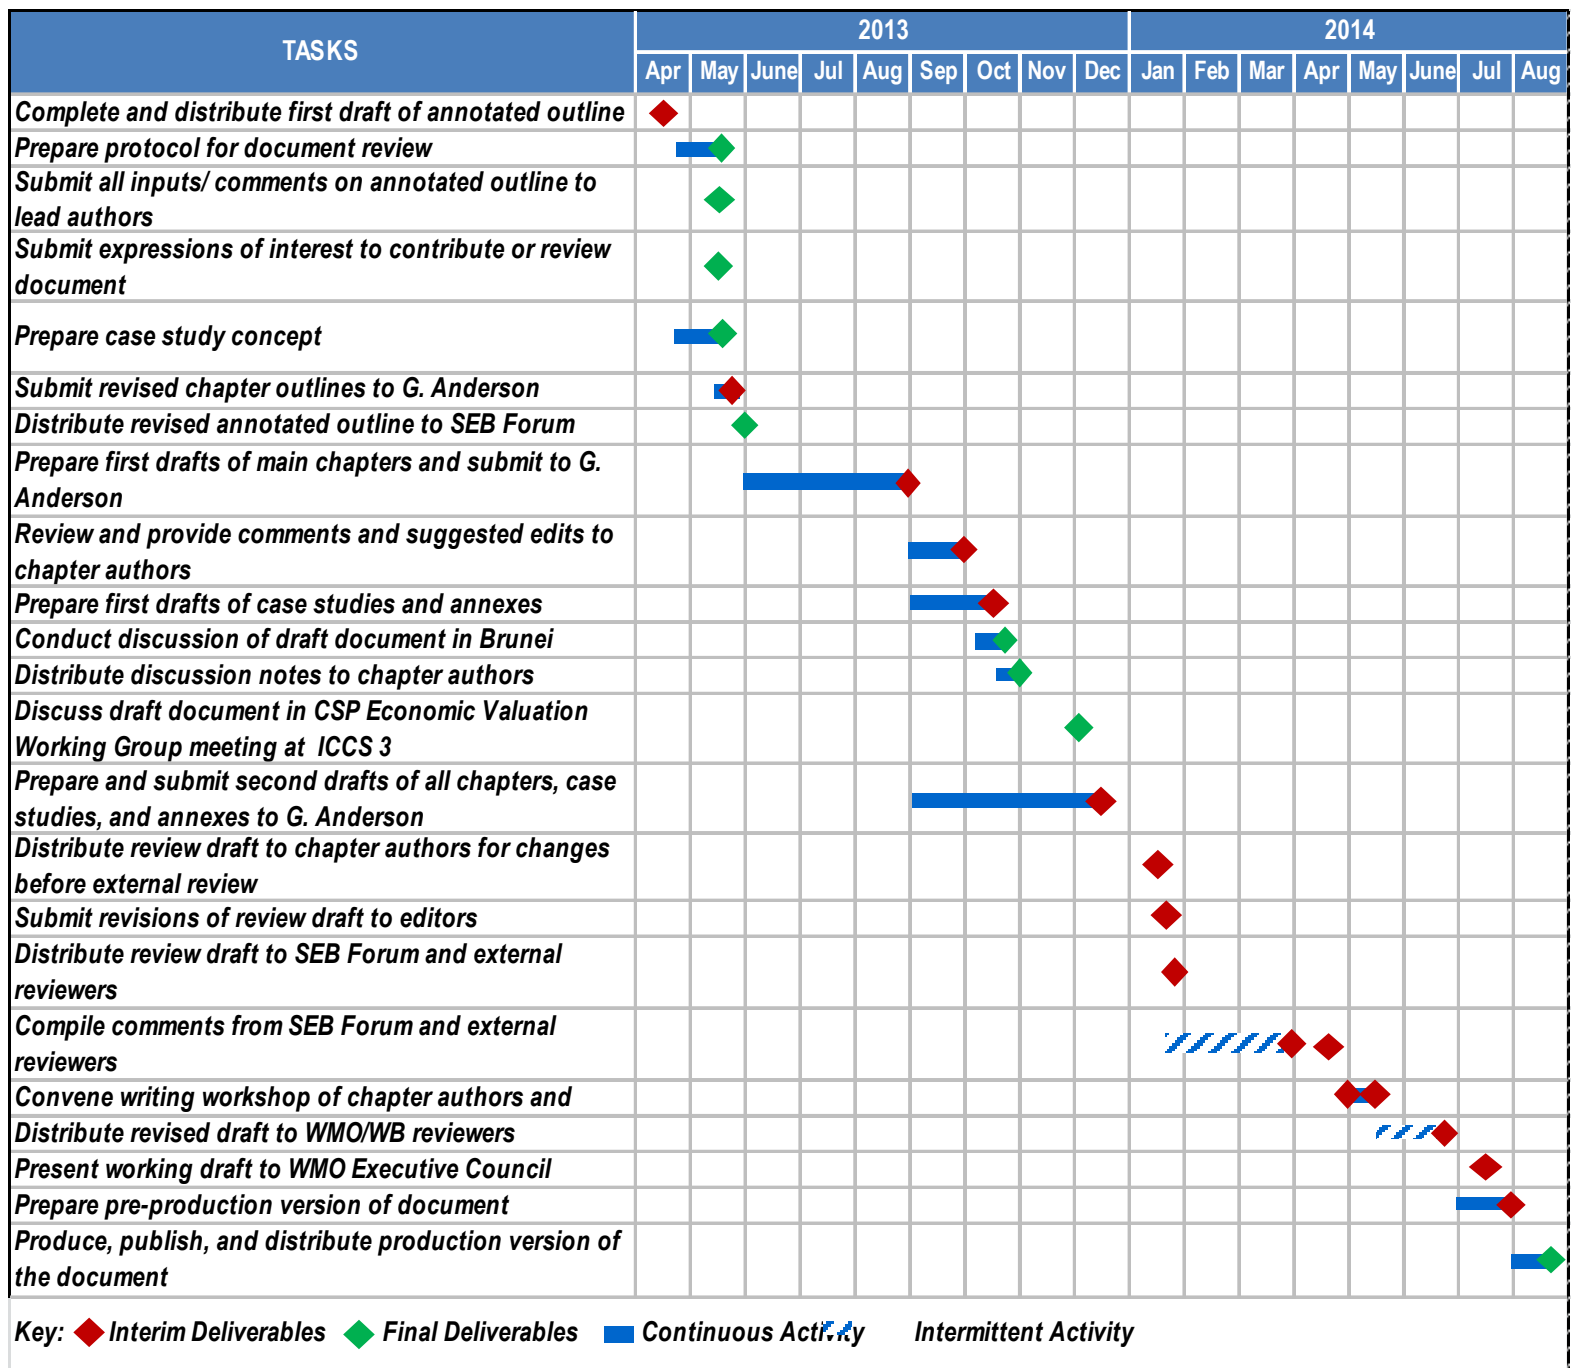 TASKS
2013
2014
Apr May June Jul Aug Sep Oct Nov Dec Jan Feb Mar Apr May June Jul Aug
Complete and distribute first draft of annotated outline
Prepare protocol for document review
Submit all inputs/ comments on annotated outline to
lead authors
Submit expressions of interest to contribute or review
document
Prepare case study concept
Submit revised chapter outlines to G. Anderson
Distribute revised annotated outline to SEB Forum
Prepare first drafts of main chapters and submit to G.
Anderson
Review and provide comments and suggested edits to
chapter authors
Prepare first drafts of case studies and annexes
Conduct discussion of draft document in Brunei
Distribute discussion notes to chapter authors
Discuss draft document in CSP Economic Valuation
Working Group meeting at ICCS 3
Prepare and submit second drafts of all chapters, case
studies, and annexes to G. Anderson
Distribute review draft to chapter authors for changes
before external review
Submit revisions of review draft to editors
Distribute review draft to SEB Forum and external
reviewers
Compile comments from SEB Forum and external
reviewers
Convene writing workshop of chapter authors and
Distribute revised draft to WMO/WB reviewers
Present working draft to WMO Executive Council
Prepare pre-production version of document
Produce, publish, and distribute production version of
the document
Key: Interim Deliverables Final Deliverables Continuous Activity Intermittent Activity